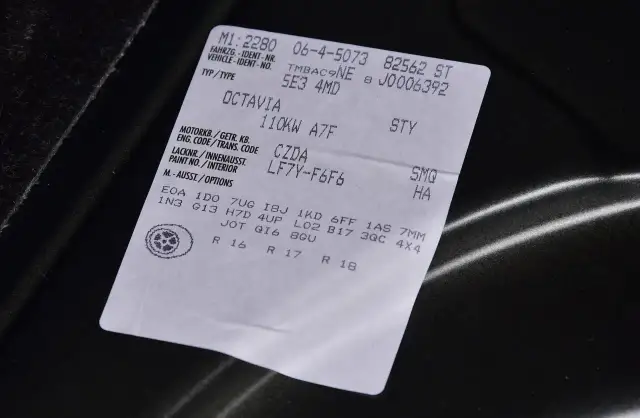 M1:2280 06-4-5073 82562 ST
FAHRZG.-IDENT-NR.
VEHICLE-IDENT-NO. TMBAC9NE 8 J0006392
TYP/TYPE 5E3 4MD
OCTAVIA
110KW A7F STY
MOTORKB./GETR. KB.
ENG. CODE/TRANS. CODE CZDA SMQ
LACKNR./INNENAUSST.
PAINT NO./INTERIOR LF7Y-F6F6 HA
M.-AUSST./OPTIONS
E0A 1D0 7UG I8J 1KD 6FF 1AS 7MM
1N3 G13 H7D 4UP L02 B17 3QC 4X4
J0T QI6 8GU
R 16 R 17 R 18